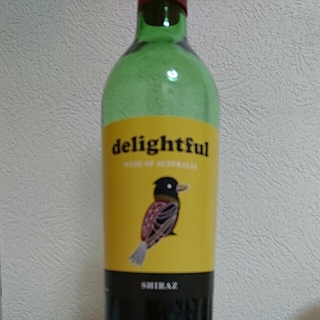 delightful
WINE OF AUSTRALIA
SHIRAZ